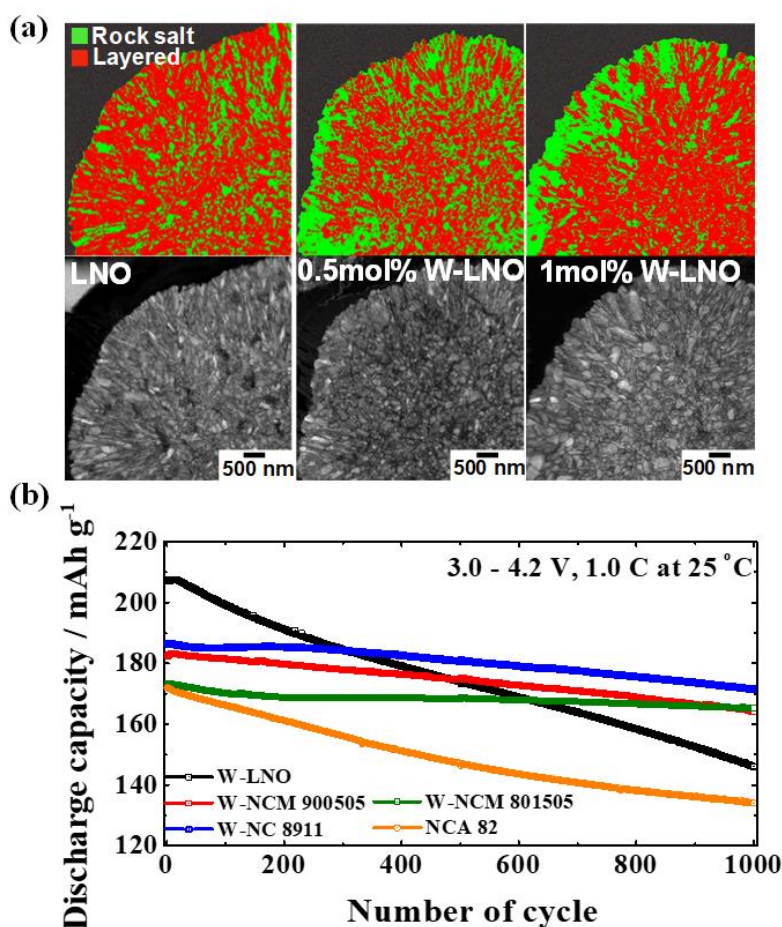 (a)
Rock salt
Layered
LNO
0.5mol% W-LNO
1mol% W-LNO
500 nm
500 nm
500 nm
(b)
220
200
180
160
140
120
3.0 - 4.2 V, 1.0 C at 25 °C
W-LNO
W-NCM 900505
W-NCM 801505
W-NC 8911
NCA 82
0
200
400
600
800
1000
Discharge capacity / mAh g⁻¹
Number of cycle